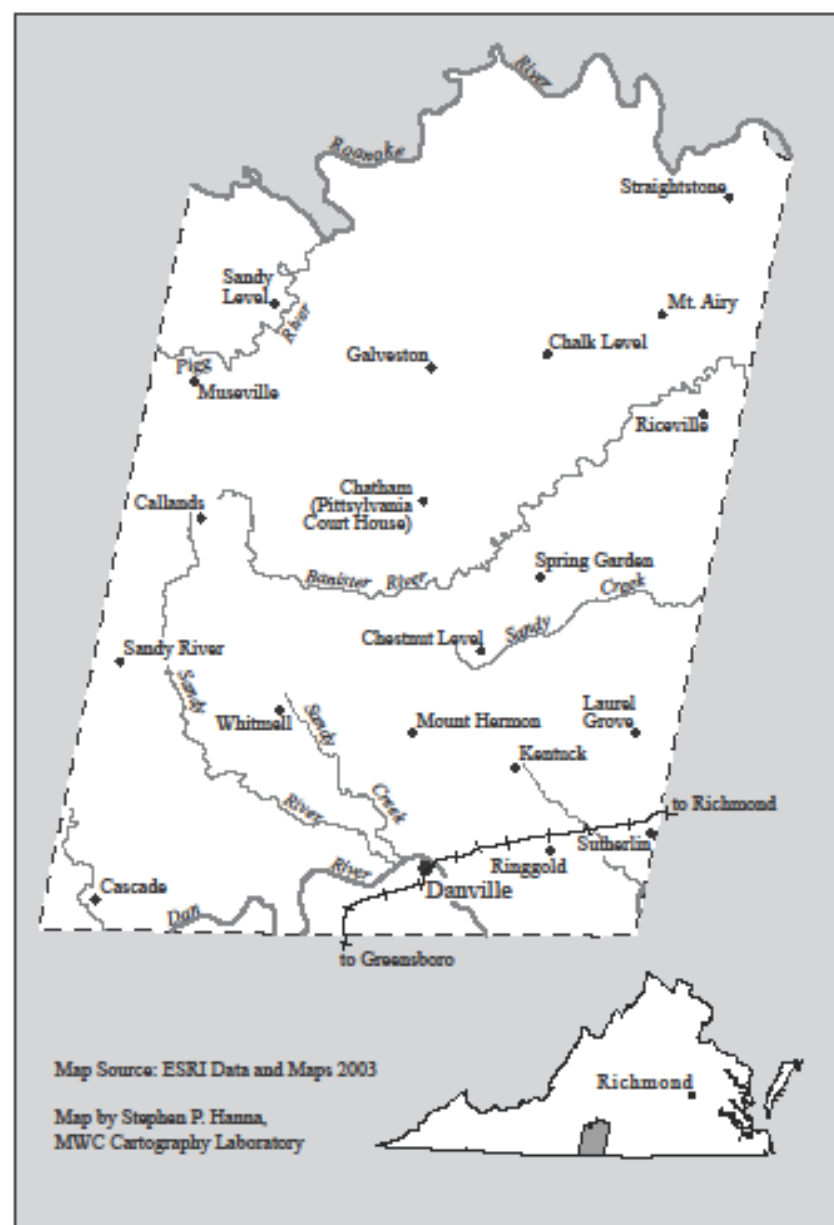 Roanoke
River
Straightstone
Sandy
Level
River
Mt. Airy
Galveston
Chalk Level
Pigg
Museville
Riceville
Callands
Chatham
(Pittsylvania
Court House)
Banister River
Spring Garden
Sandy Creek
Chestnut Level
Sandy River
Sandy
River
Whitmell
Sandy
Creek
Mount Hermon
Laurel
Grove
Kentuck
to Richmond
Sutherlin
Ringgold
Cascade
Dan
River
Danville
to Greensboro
Map Source: ESRI Data and Maps 2003
Map by Stephen P. Hanna,
MWC Cartography Laboratory
Richmond